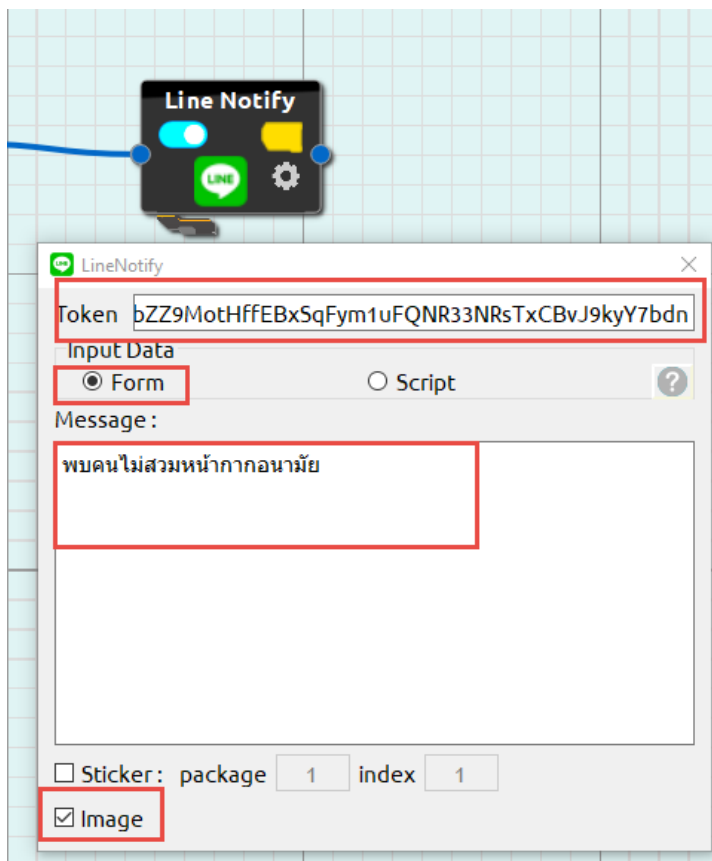 Line Notify
LINE
LineNotify
Token bZZ9MotHffEBxSqFym1uFQNR33NRsTxCBvJ9kyY7bdn
Input Data
Form Script ?
Message :
พบคนไม่สวมหน้ากากอนามัย
Sticker : package 1 index 1
Image